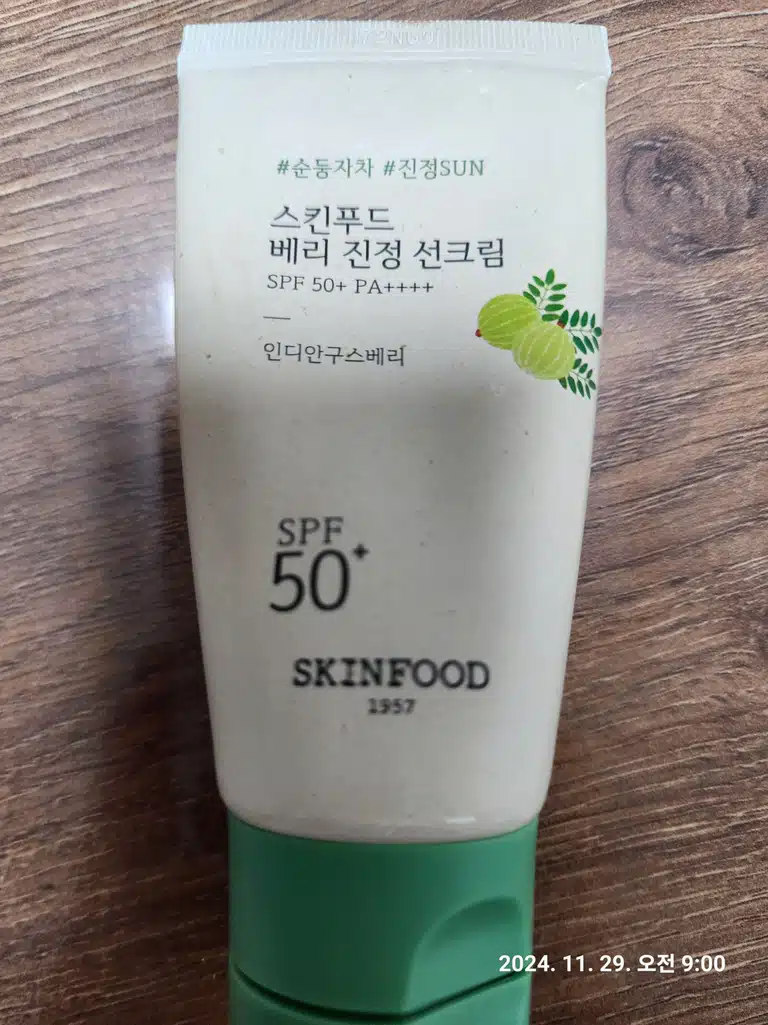 #순둥자차 #진정SUN
스킨푸드
베리 진정 선크림
SPF 50+ PA++++
인디안구스베리
SPF
50+
SKINFOOD
1957
2024. 11. 29. 오전 9:00